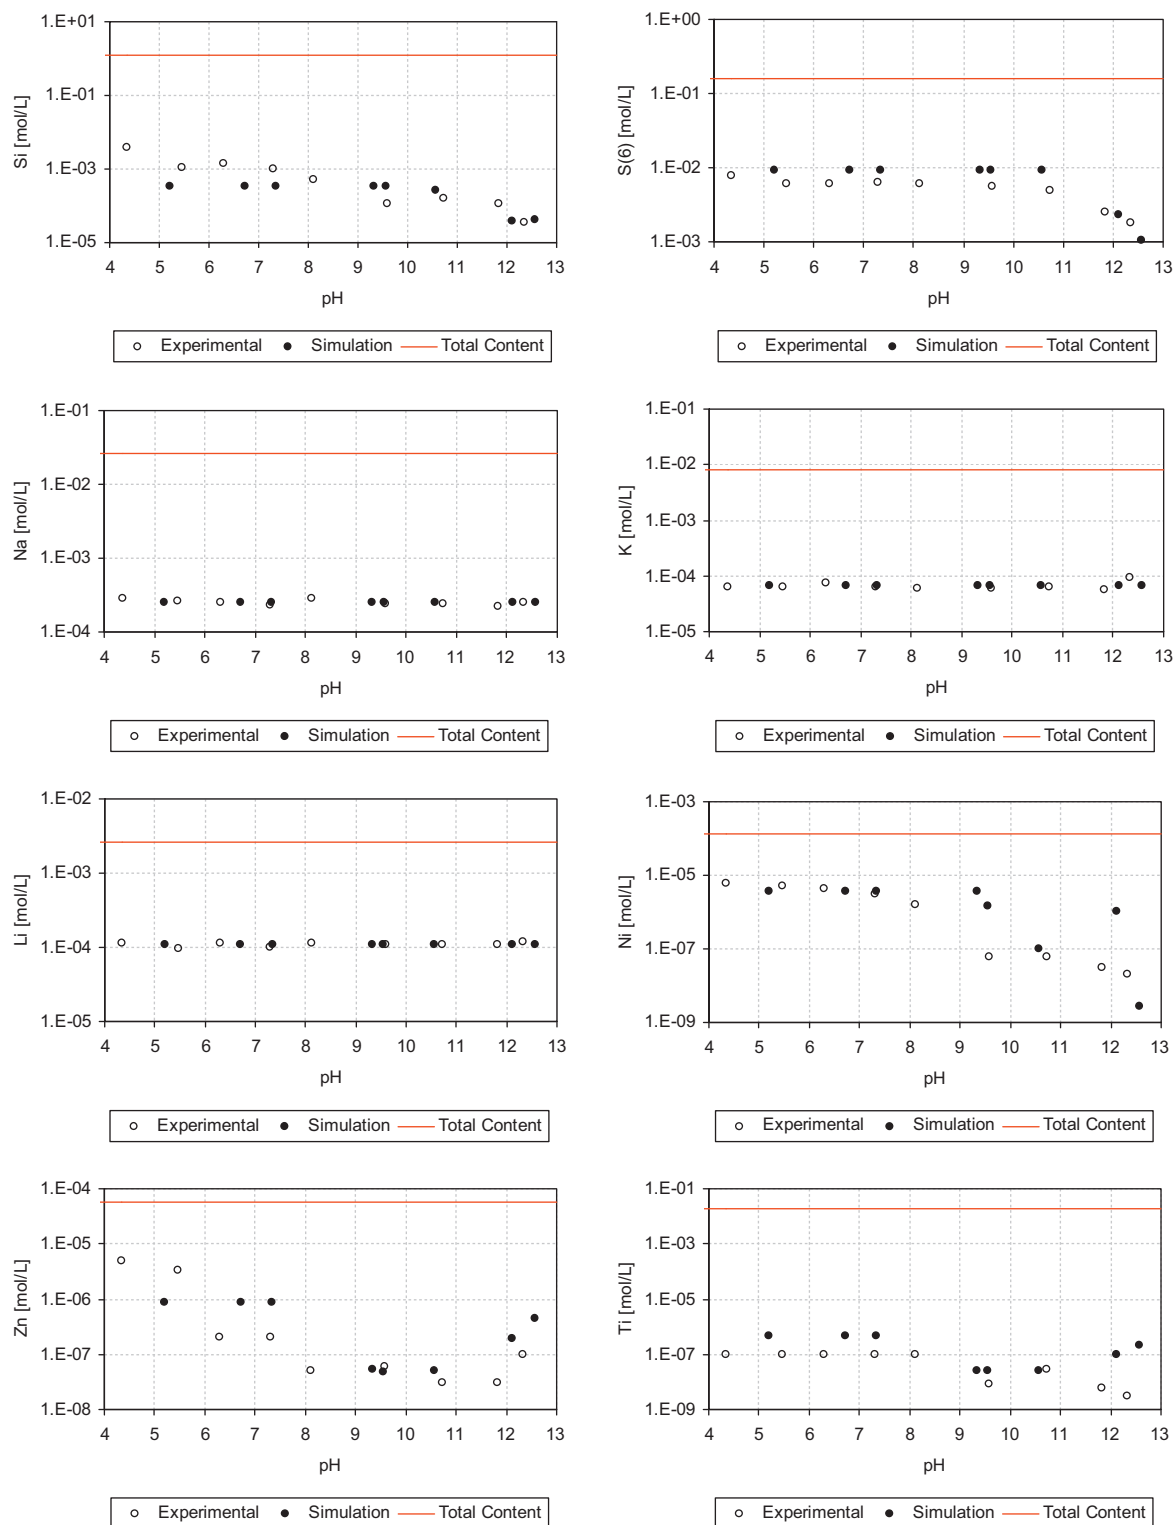 1.E+01
1.E-01
1.E-03
1.E-05
Si [mol/L]
4 5 6 7 8 9 10 11 12 13
pH
Experimental Simulation Total Content
1.E+00
1.E-01
1.E-02
1.E-03
S(6) [mol/L]
4 5 6 7 8 9 10 11 12 13
pH
Experimental Simulation Total Content
1.E-01
1.E-02
1.E-03
1.E-04
Na [mol/L]
4 5 6 7 8 9 10 11 12 13
pH
Experimental Simulation Total Content
1.E-01
1.E-02
1.E-03
1.E-04
1.E-05
K [mol/L]
4 5 6 7 8 9 10 11 12 13
pH
Experimental Simulation Total Content
1.E-02
1.E-03
1.E-04
1.E-05
Li [mol/L]
4 5 6 7 8 9 10 11 12 13
pH
Experimental Simulation Total Content
1.E-03
1.E-05
1.E-07
1.E-09
Ni [mol/L]
4 5 6 7 8 9 10 11 12 13
pH
Experimental Simulation Total Content
1.E-04
1.E-05
1.E-06
1.E-07
1.E-08
Zn [mol/L]
4 5 6 7 8 9 10 11 12 13
pH
Experimental Simulation Total Content
1.E-01
1.E-03
1.E-05
1.E-07
1.E-09
Ti [mol/L]
4 5 6 7 8 9 10 11 12 13
pH
Experimental Simulation Total Content